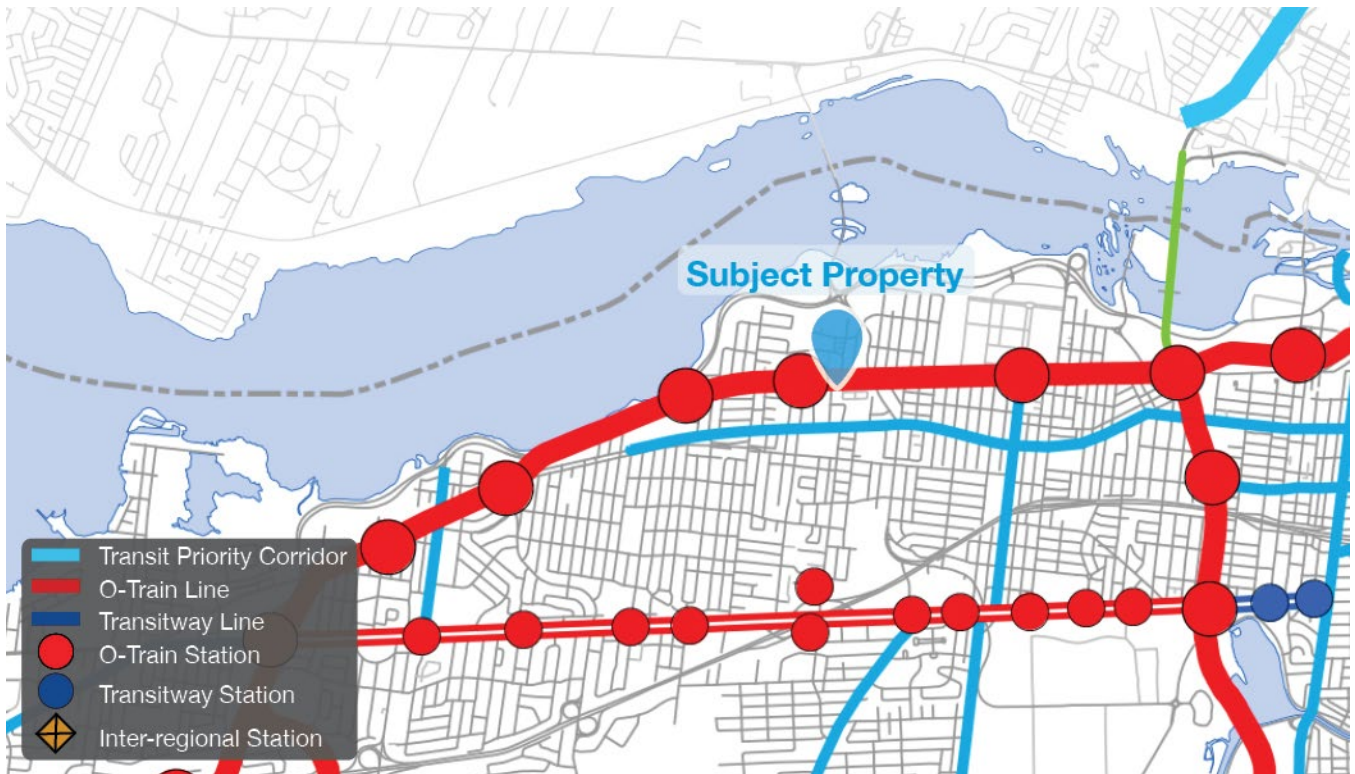 Subject Property
Transit Priority Corridor
O-Train Line
Transitway Line
O-Train Station
Transitway Station
Inter-regional Station